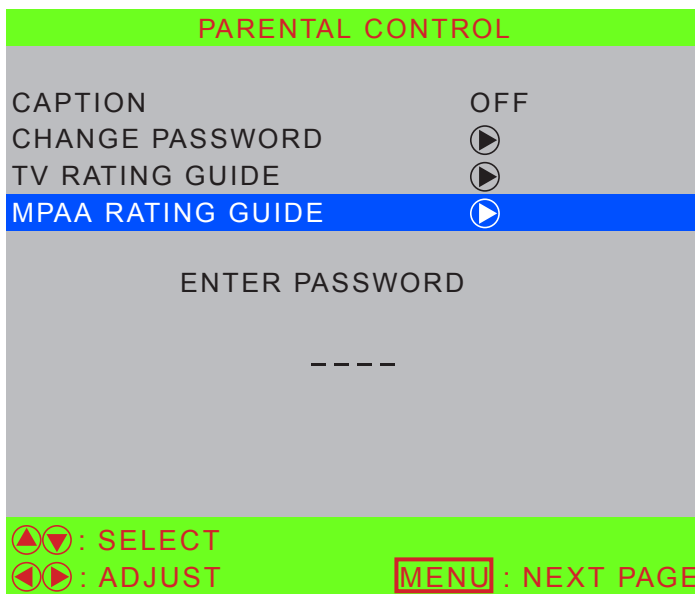 PARENTAL CONTROL
CAPTION OFF
CHANGE PASSWORD
TV RATING GUIDE
MPAA RATING GUIDE
ENTER PASSWORD
_ _ _ _
: SELECT
: ADJUST MENU : NEXT PAGE